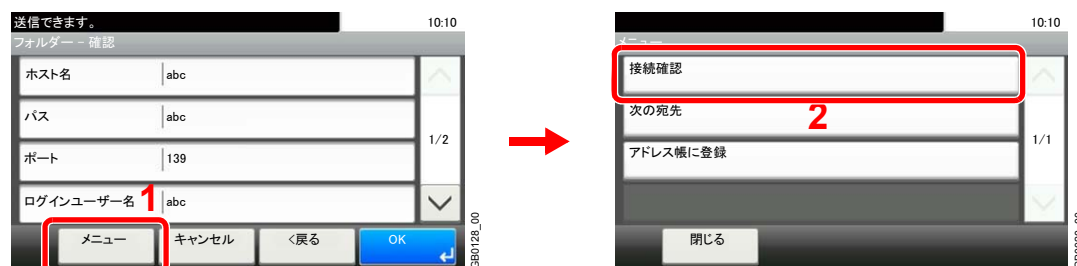 送信できます。 10:10
フォルダー - 確認
ホスト名 abc
パス abc
ポート 139
ログインユーザー名 abc
1/2
1
メニュー キャンセル <戻る OK
GB0128_00
10:10
メニュー
接続確認
次の宛先
アドレス帳に登録
1/1
2
閉じる